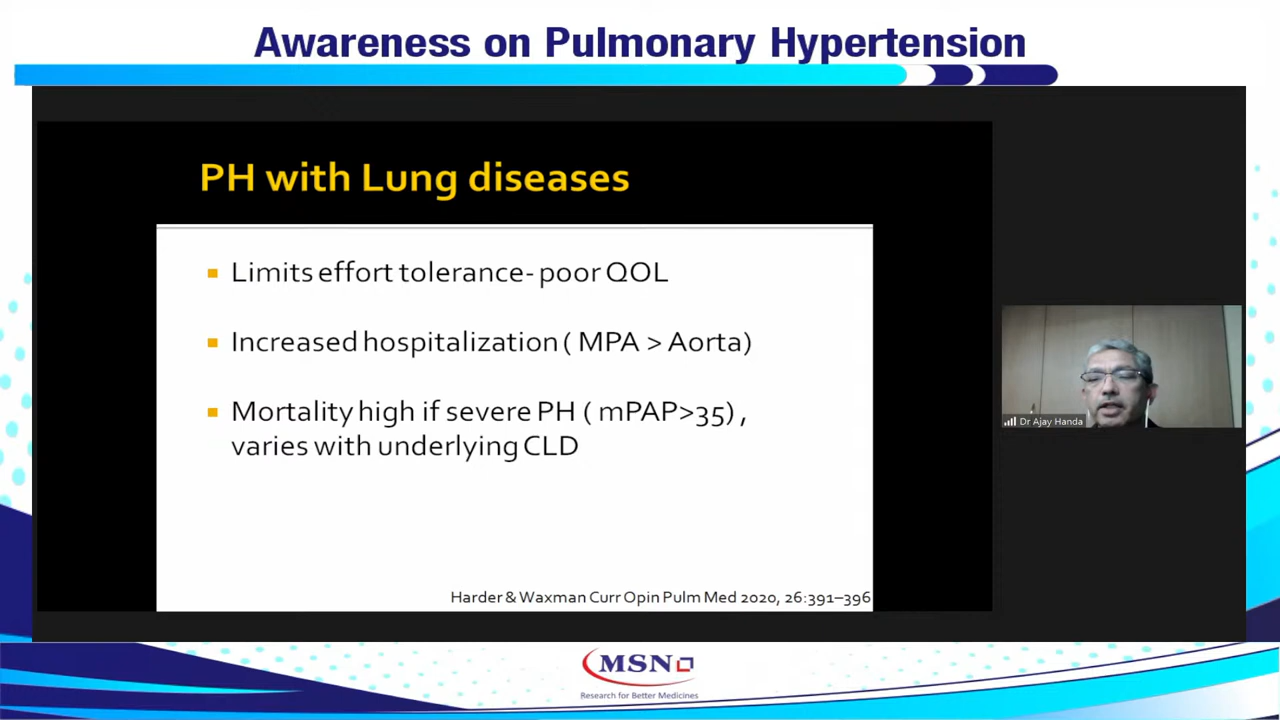 Awareness on Pulmonary Hypertension
PH with Lung diseases
Limits effort tolerance- poor QOL
Increased hospitalization ( MPA > Aorta)
Mortality high if severe PH ( mPAP>35) ,
varies with underlying CLD
Harder & Waxman Curr Opin Pulm Med 2020, 26:391–396
Dr Ajay Handa
MSN
Research for Better Medicines